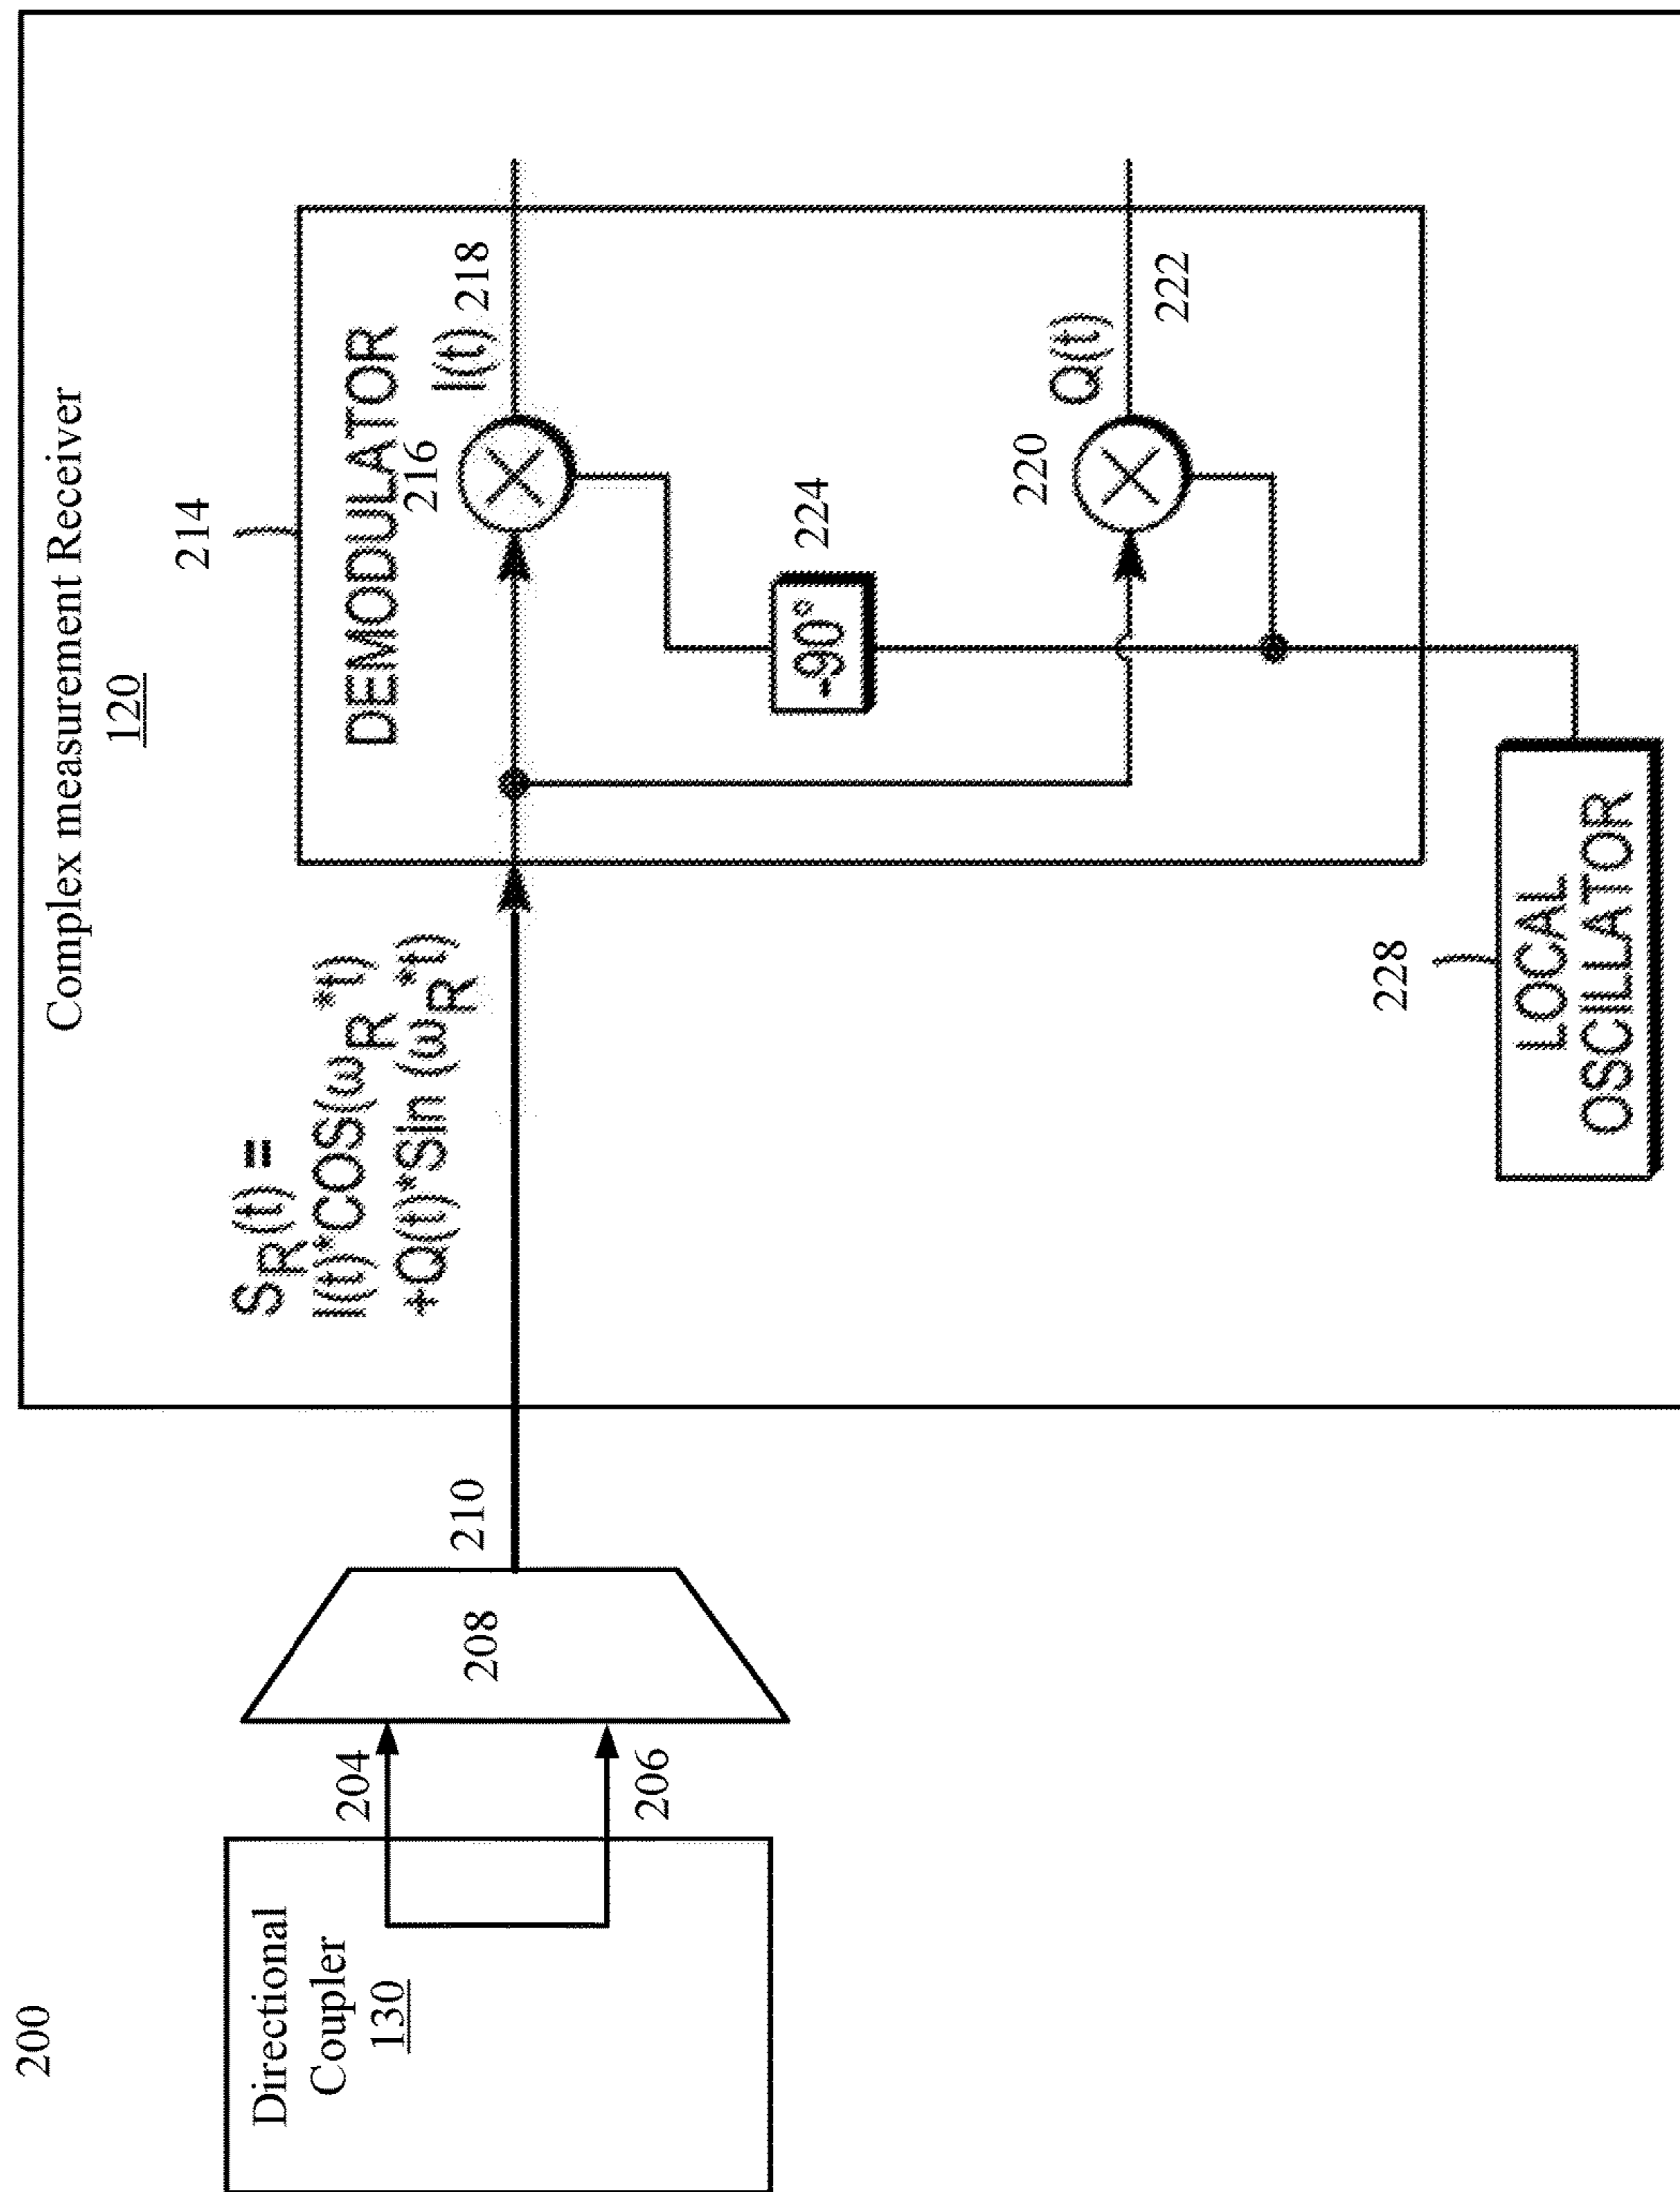 200
Directional
Coupler
130
204
206
208
210
Complex measurement Receiver
120
S_R(t) =
I(t)*COS(ω_R*t)
+Q(t)*SIn (ω_R*t)
214
DEMODULATOR
216
I(t)
218
-90°
224
220
Q(t)
222
228
LOCAL
OSCILLATOR